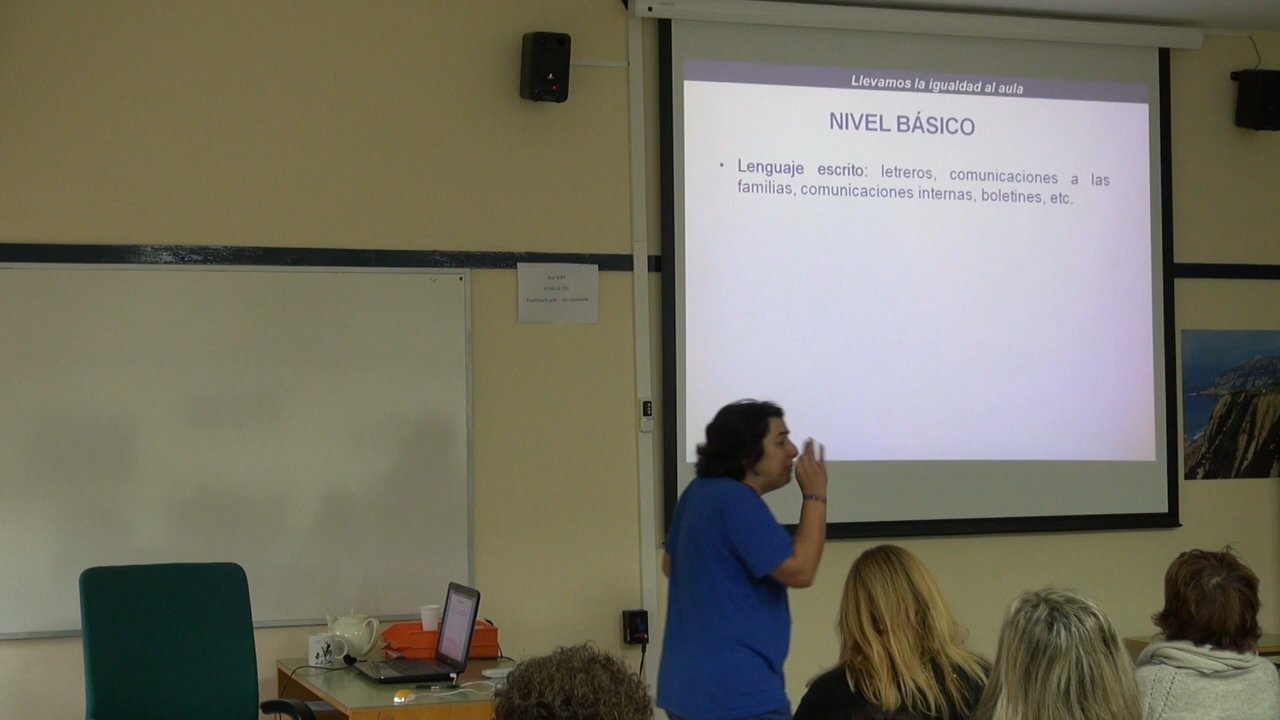 Llevamos la igualdad al aula
NIVEL BÁSICO
• Lenguaje escrito: letreros, comunicaciones a las
familias, comunicaciones internas, boletines, etc.